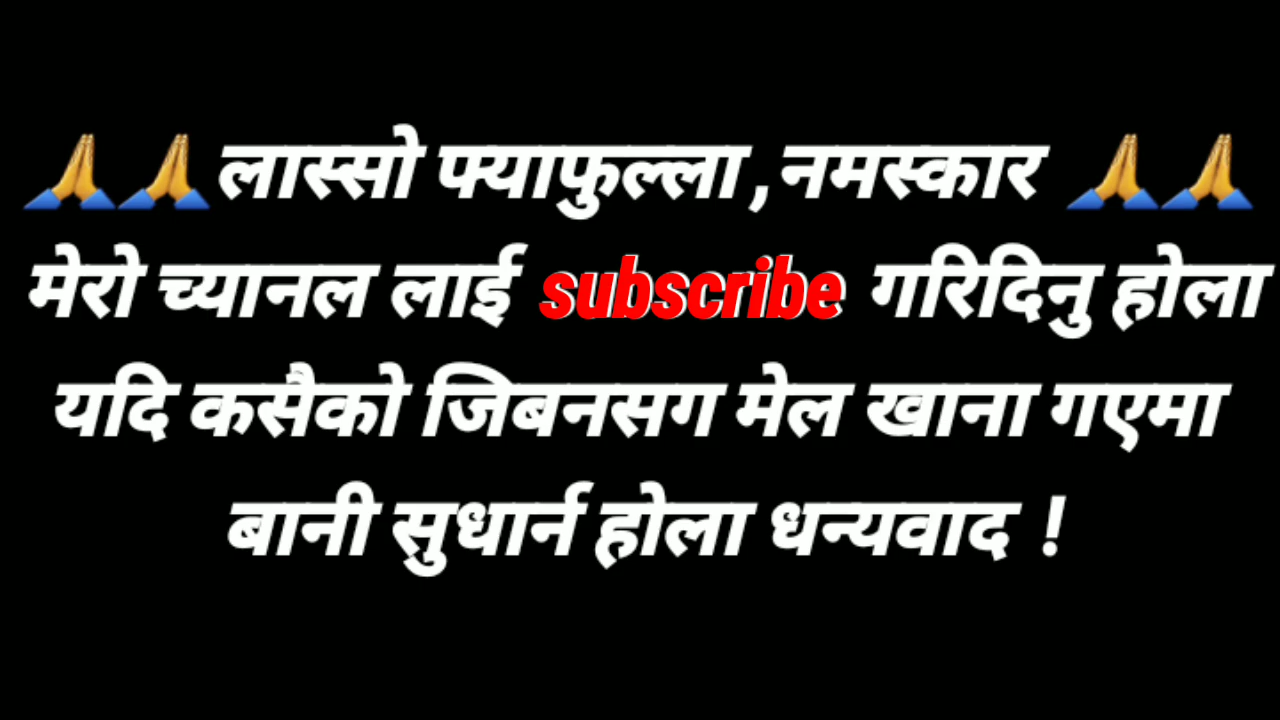 🙏🙏लास्सो फ्याफुल्ला ,नमस्कार 🙏🙏
मेरो च्यानल लाई subscribe गरिदिनु होला
यदि कसैको जिबनसग मेल खाना गएमा
बानी सुधार्न होला धन्यवाद !